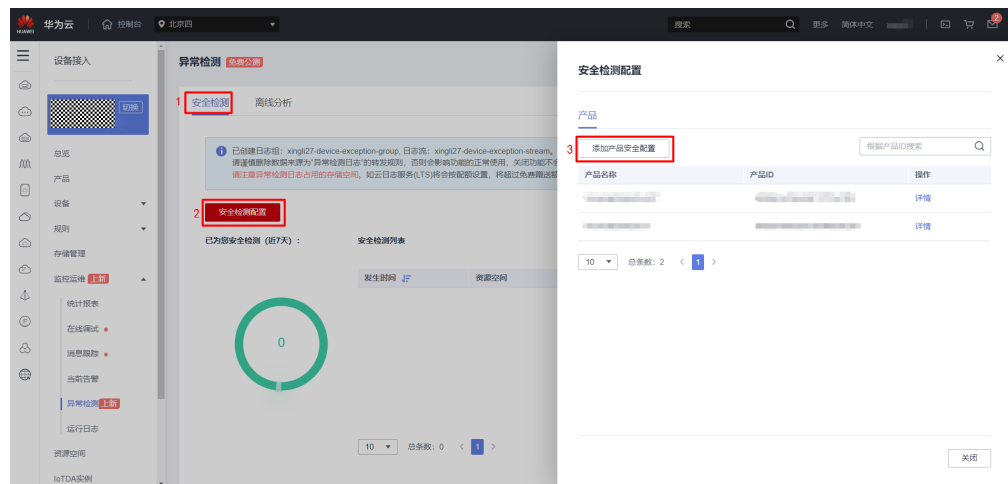 HUAWEI 华为云 控制台 北京四 搜索 更多 简体中文 2
设备接入
切换
总览
产品
设备
规则
存储管理
监控运维 上新
统计报表
在线调试
消息跟踪
当前告警
异常检测 上新
运行日志
资源空间
IoTDA实例
异常检测 免费公测
1 安全检测 离线分析
已创建日志组：xingli27-device-exception-group, 日志流：xingli27-device-exception-stream,
请谨慎删除数据来源为"异常检测日志"的转发规则，否则会影响功能的正常使用，关闭功能不会
请注意异常检测日志占用的存储空间。如云日志服务(LTS)将会按配额设置，将超过免费赠送额
2 安全检测配置
已为您安全检测（近7天）： 安全检测列表
发生时间 资源空间
0
10 总条数：0 < 1 >
安全检测配置
产品
3 添加产品安全配置 根据产品ID搜索
产品名称 产品ID 操作
详情
详情
10 总条数：2 < 1 >
关闭